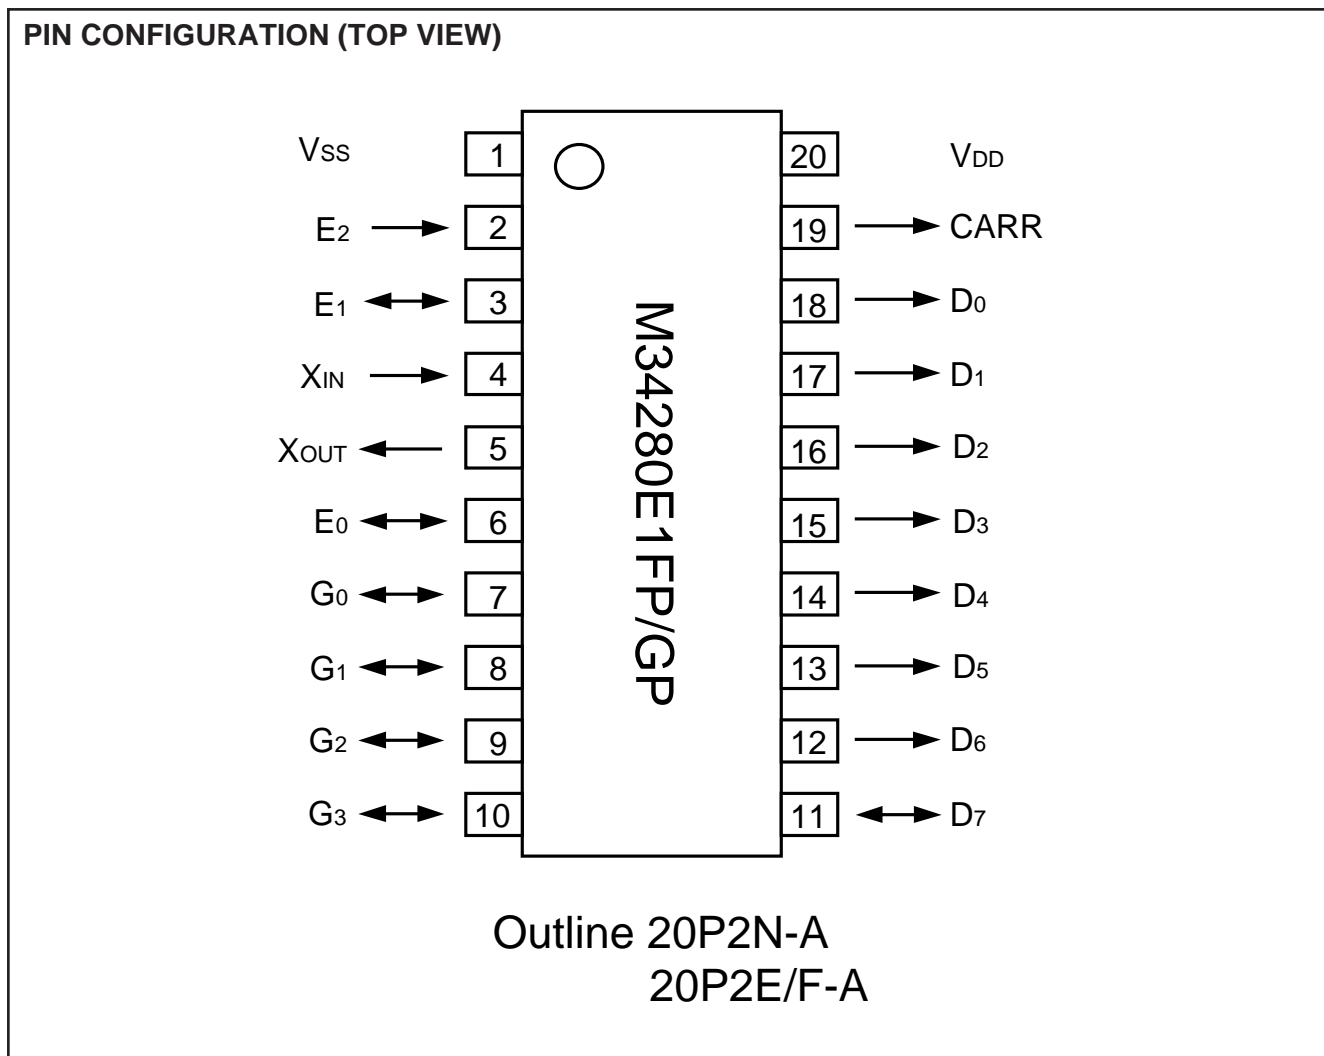 PIN CONFIGURATION (TOP VIEW)
VSS 1 20 VDD
E2 2 19 CARR
E1 3 18 D0
XIN 4 17 D1
XOUT 5 16 D2
E0 6 15 D3
G0 7 14 D4
G1 8 13 D5
G2 9 12 D6
G3 10 11 D7
M34280E1FP/GP
Outline 20P2N-A
20P2E/F-A